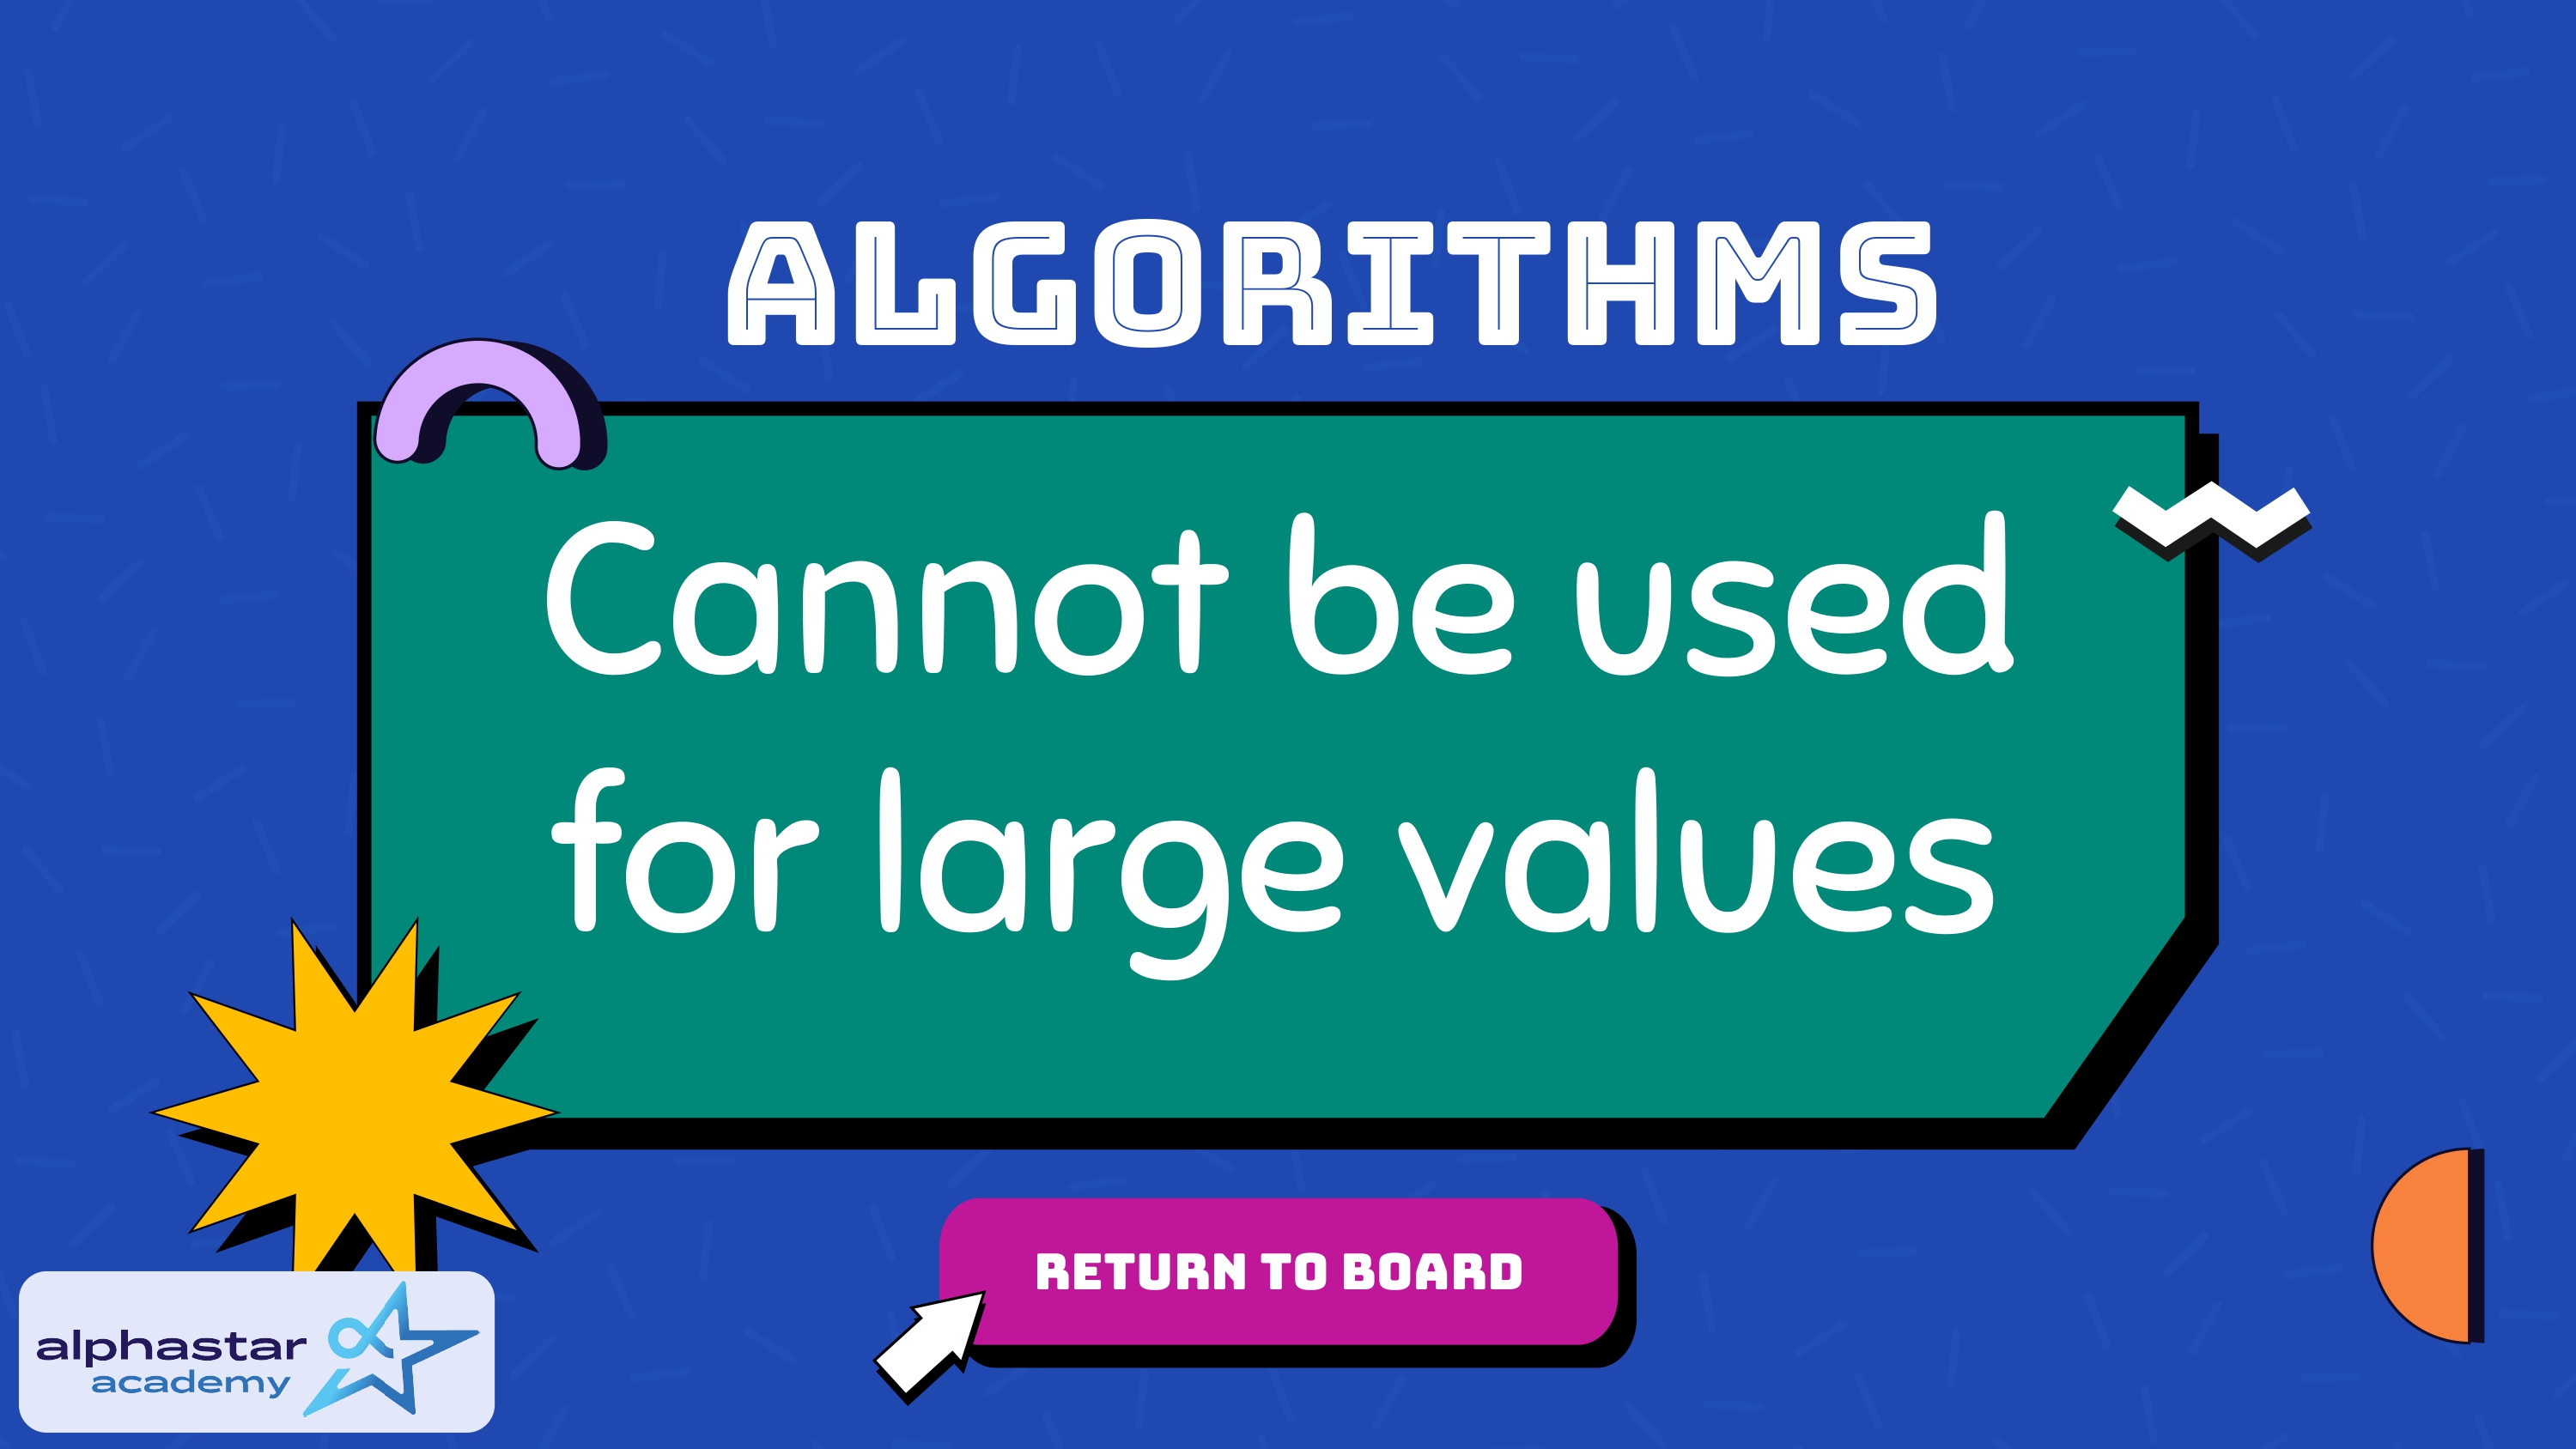 ALGORITHMS
Cannot be used
for large values
RETURN TO BOARD
alphastar
academy